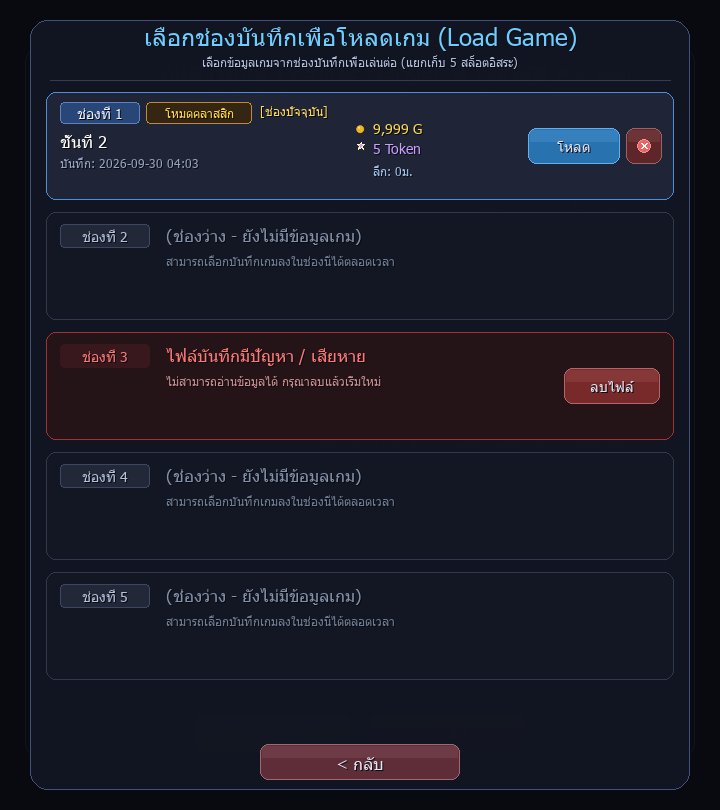 เลือกช่องบันทึกเพื่อโหลดเกม (Load Game)
เลือกข้อมูลเกมจากช่องบันทึกเพื่อเล่นต่อ (แยกเก็บ 5 สล็อตอิสระ)
ช่องที่ 1
โหมดคลาสสิก
[ช่องปัจจุบัน]
ชั้นที่ 2
บันทึก: 2026-09-30 04:03
9,999 G
5 Token
ลึก: 0ม.
โหลด
ช่องที่ 2
(ช่องว่าง - ยังไม่มีข้อมูลเกม)
สามารถเลือกบันทึกเกมลงในช่องนี้ได้ตลอดเวลา
ช่องที่ 3
ไฟล์บันทึกมีปัญหา / เสียหาย
ไม่สามารถอ่านข้อมูลได้ กรุณาลบแล้วเริ่มใหม่
ลบไฟล์
ช่องที่ 4
(ช่องว่าง - ยังไม่มีข้อมูลเกม)
สามารถเลือกบันทึกเกมลงในช่องนี้ได้ตลอดเวลา
ช่องที่ 5
(ช่องว่าง - ยังไม่มีข้อมูลเกม)
สามารถเลือกบันทึกเกมลงในช่องนี้ได้ตลอดเวลา
< กลับ